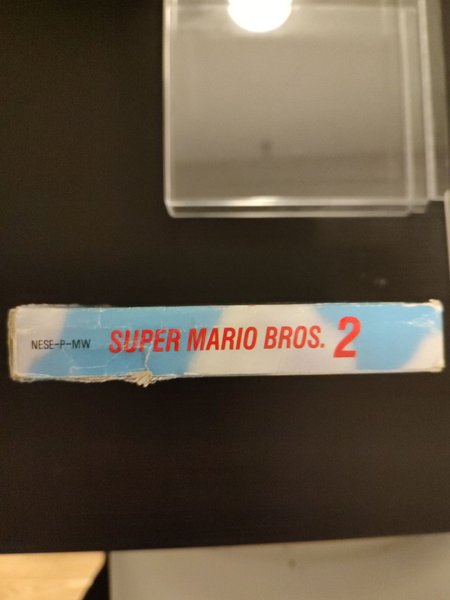 NESE-P-MW SUPER MARIO BROS. 2